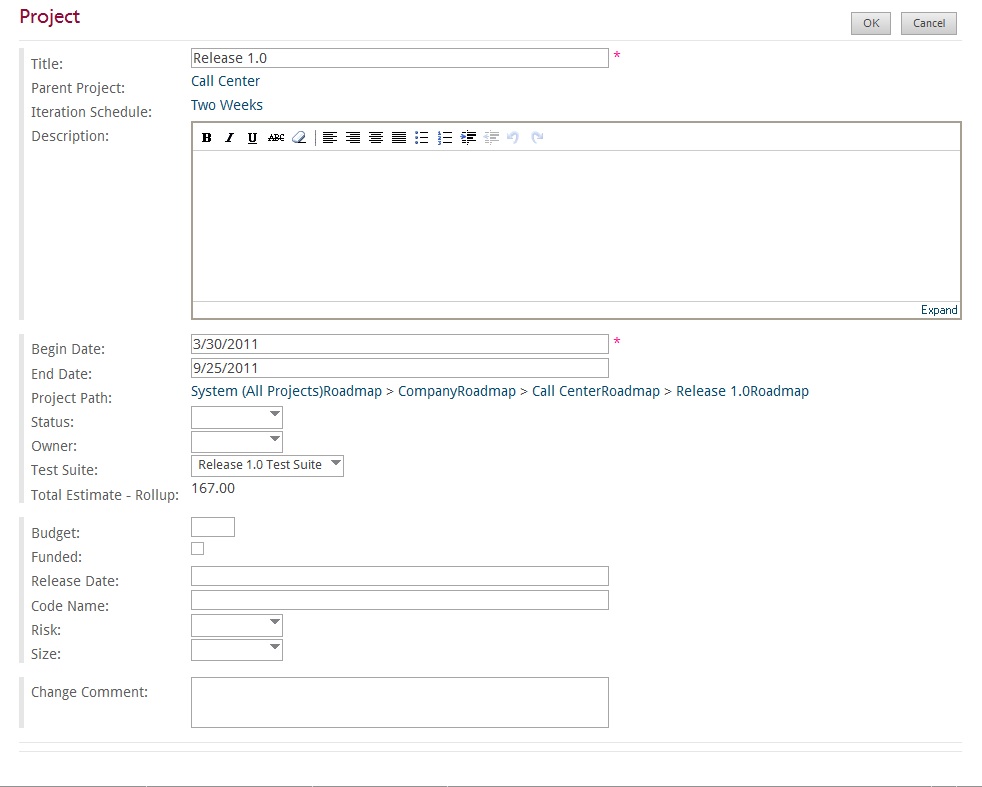 Project
OK Cancel
Title: Release 1.0 *
Parent Project: Call Center
Iteration Schedule: Two Weeks
Description:
B I U ABC
Expand
Begin Date: 3/30/2011 *
End Date: 9/25/2011
Project Path: System (All Projects)Roadmap > CompanyRoadmap > Call CenterRoadmap > Release 1.0Roadmap
Status:
Owner:
Test Suite: Release 1.0 Test Suite
Total Estimate - Rollup: 167.00
Budget:
Funded:
Release Date:
Code Name:
Risk:
Size:
Change Comment: